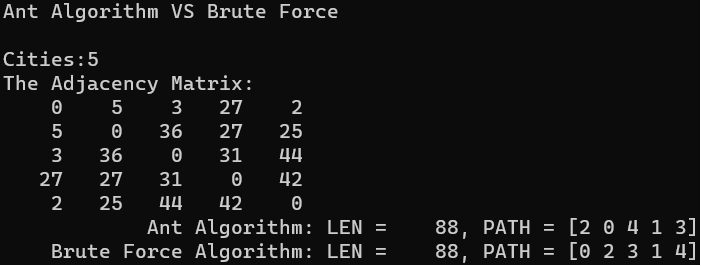 Ant Algorithm VS Brute Force
Cities:5
The Adjacency Matrix:
0 5 3 27 2
5 0 36 27 25
3 36 0 31 44
27 27 31 0 42
2 25 44 42 0
Ant Algorithm: LEN = 88, PATH = [2 0 4 1 3]
Brute Force Algorithm: LEN = 88, PATH = [0 2 3 1 4]